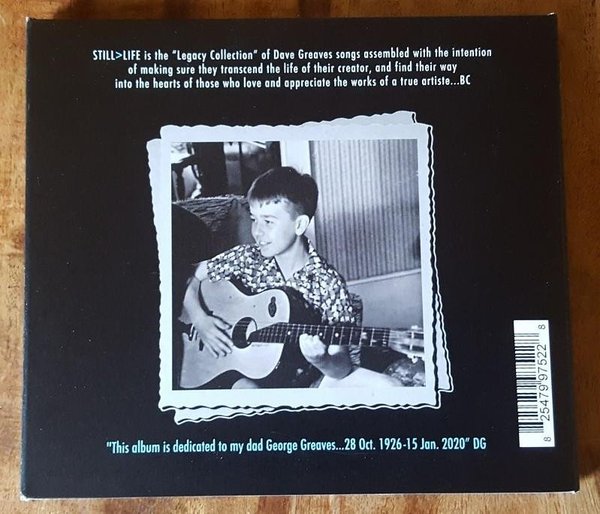 STILL>LIFE is the "Legacy Collection" of Dave Greaves songs assembled with the intention
of making sure they transcend the life of their creator, and find their way
into the hearts of those who love and appreciate the works of a true artiste...BC
"This album is dedicated to my dad George Greaves...28 Oct. 1926-15 Jan. 2020" DG
8 25479 97522 8